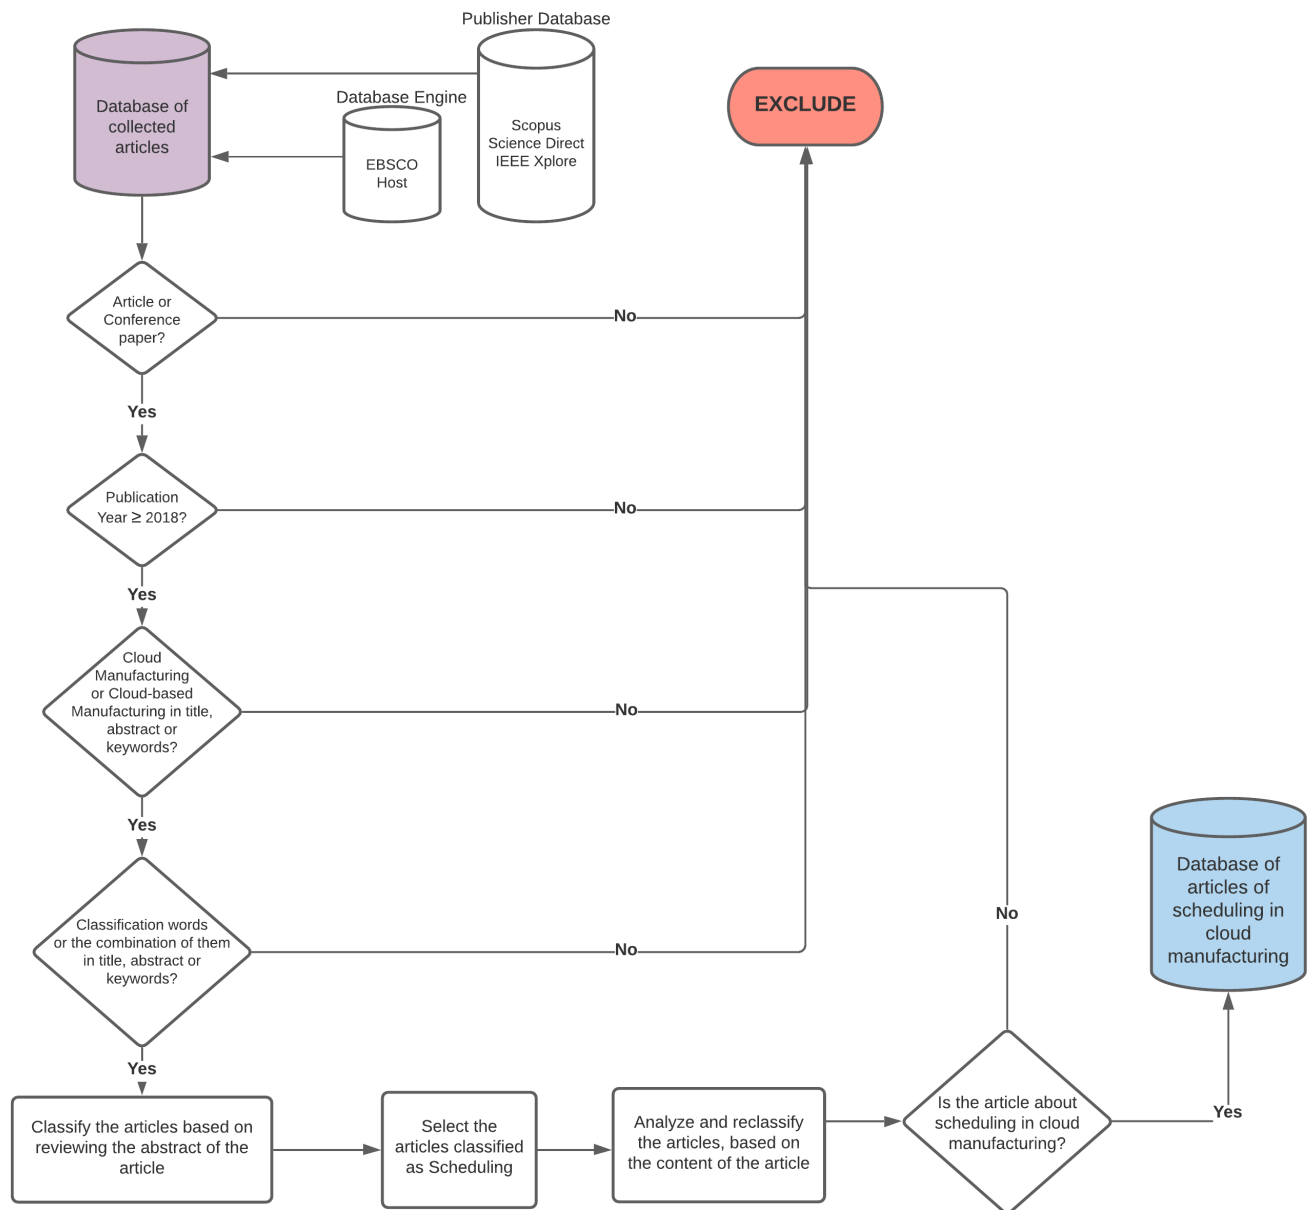 Publisher Database
Database of
collected
articles
Database Engine
EBSCO
Host
Scopus
Science Direct
IEEE Xplore
EXCLUDE
Article or
Conference
paper?
No
Yes
Publication
Year ≥ 2018?
No
Yes
Cloud
Manufacturing
or Cloud-based
Manufacturing in title,
abstract or
keywords?
No
Yes
Classification words
or the combination of them
in title, abstract or
keywords?
No
Yes
Classify the articles based on
reviewing the abstract of the
article
Select the
articles classified
as Scheduling
Analyze and reclassify
the articles, based on
the content of the article
Is the article about
scheduling in cloud
manufacturing?
No
Yes
Database of
articles of
scheduling in
cloud
manufacturing